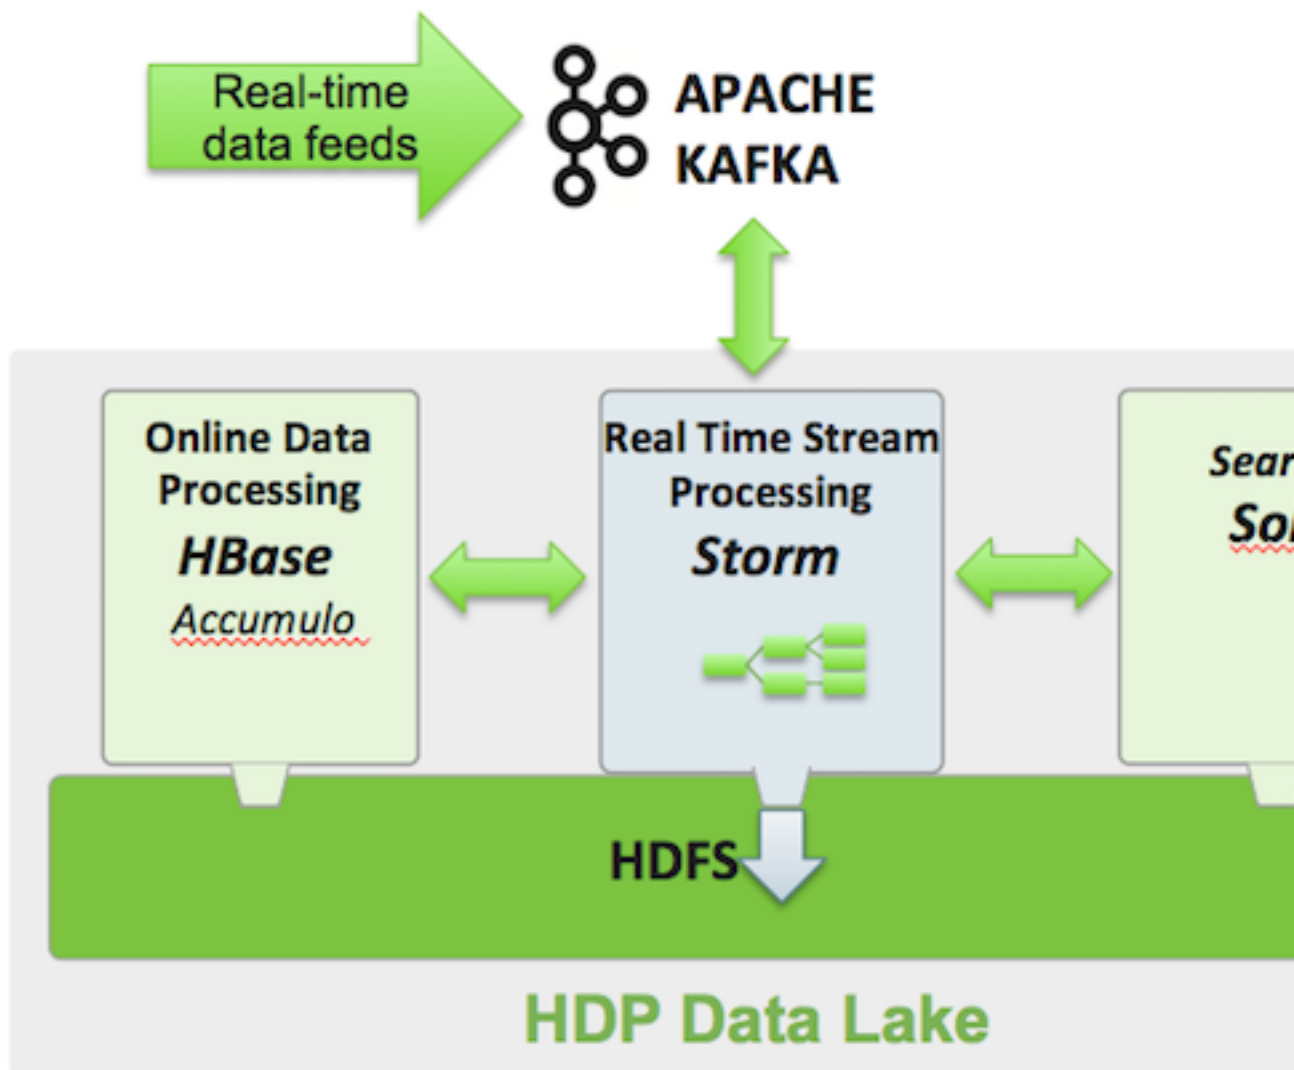 Real-time
data feeds
APACHE
KAFKA
Online Data
Processing
HBase
Accumulo
Real Time Stream
Processing
Storm
HDFS
HDP Data Lake